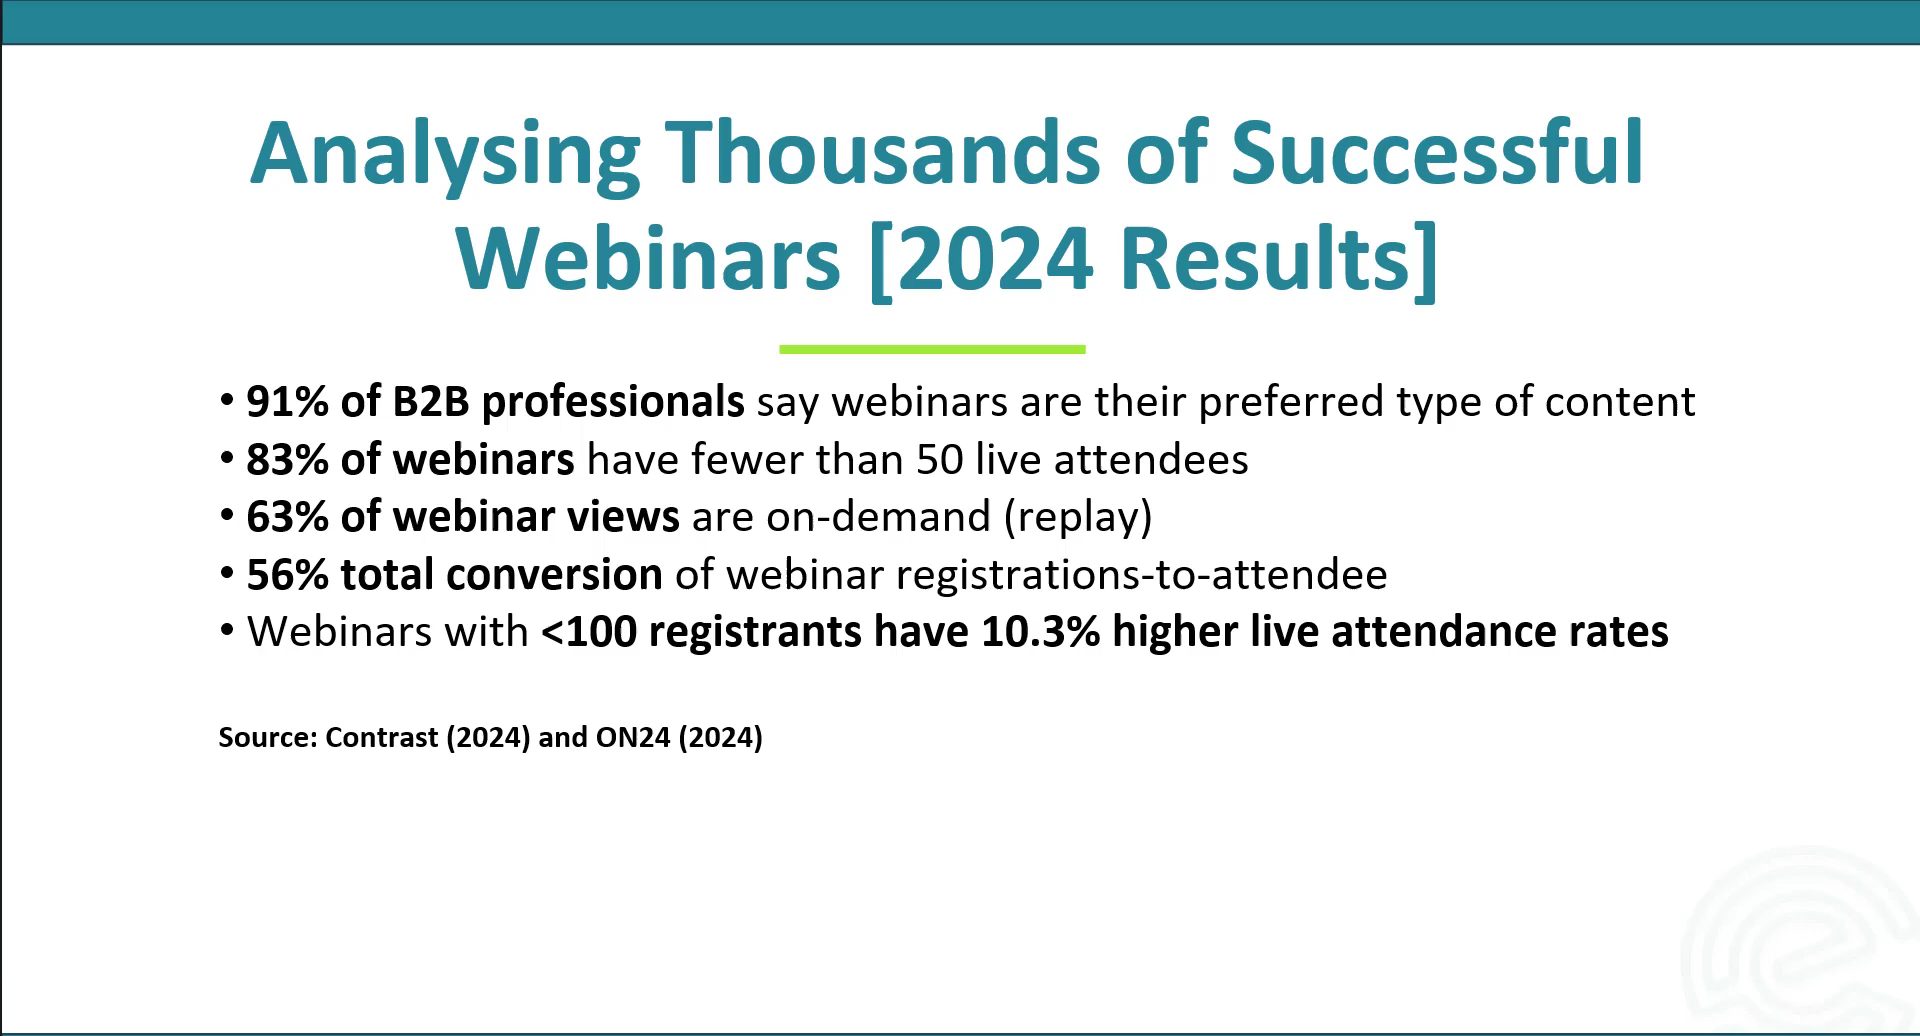 Analysing Thousands of Successful
Webinars [2024 Results]
• 91% of B2B professionals say webinars are their preferred type of content
• 83% of webinars have fewer than 50 live attendees
• 63% of webinar views are on-demand (replay)
• 56% total conversion of webinar registrations-to-attendee
• Webinars with <100 registrants have 10.3% higher live attendance rates
Source: Contrast (2024) and ON24 (2024)